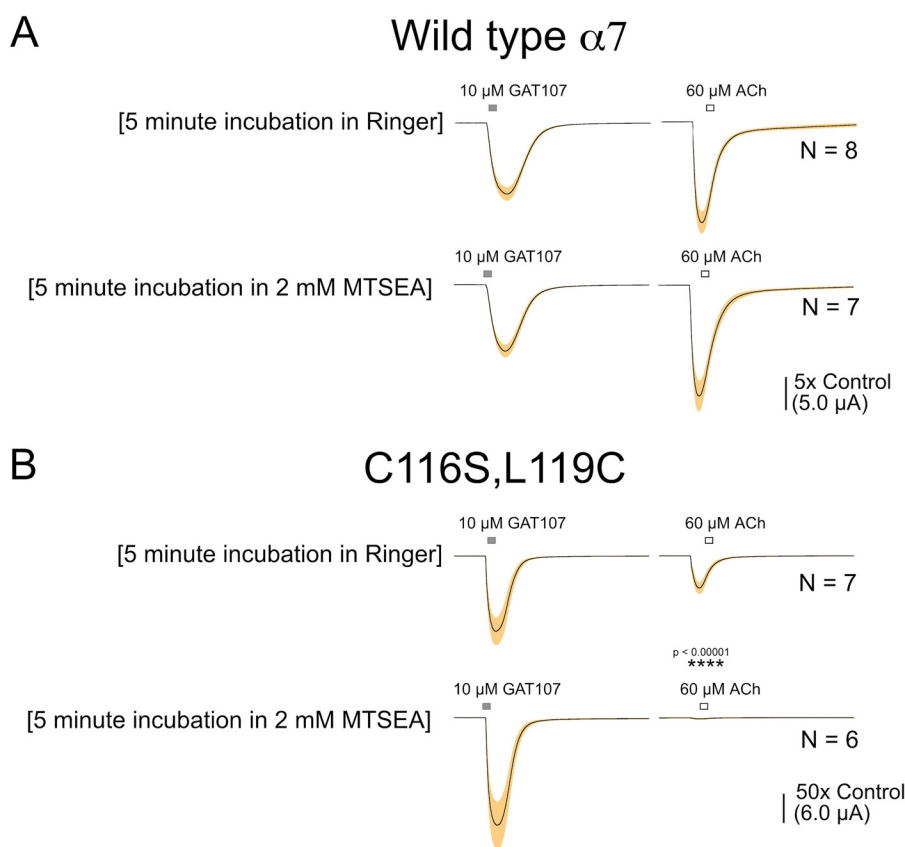 A
Wild type α7
10 µM GAT107
60 µM ACh
[5 minute incubation in Ringer]
N = 8
10 µM GAT107
60 µM ACh
[5 minute incubation in 2 mM MTSEA]
N = 7
5x Control
(5.0 µA)
B
C116S,L119C
10 µM GAT107
60 µM ACh
[5 minute incubation in Ringer]
N = 7
p < 0.00001
****
10 µM GAT107
60 µM ACh
[5 minute incubation in 2 mM MTSEA]
N = 6
50x Control
(6.0 µA)